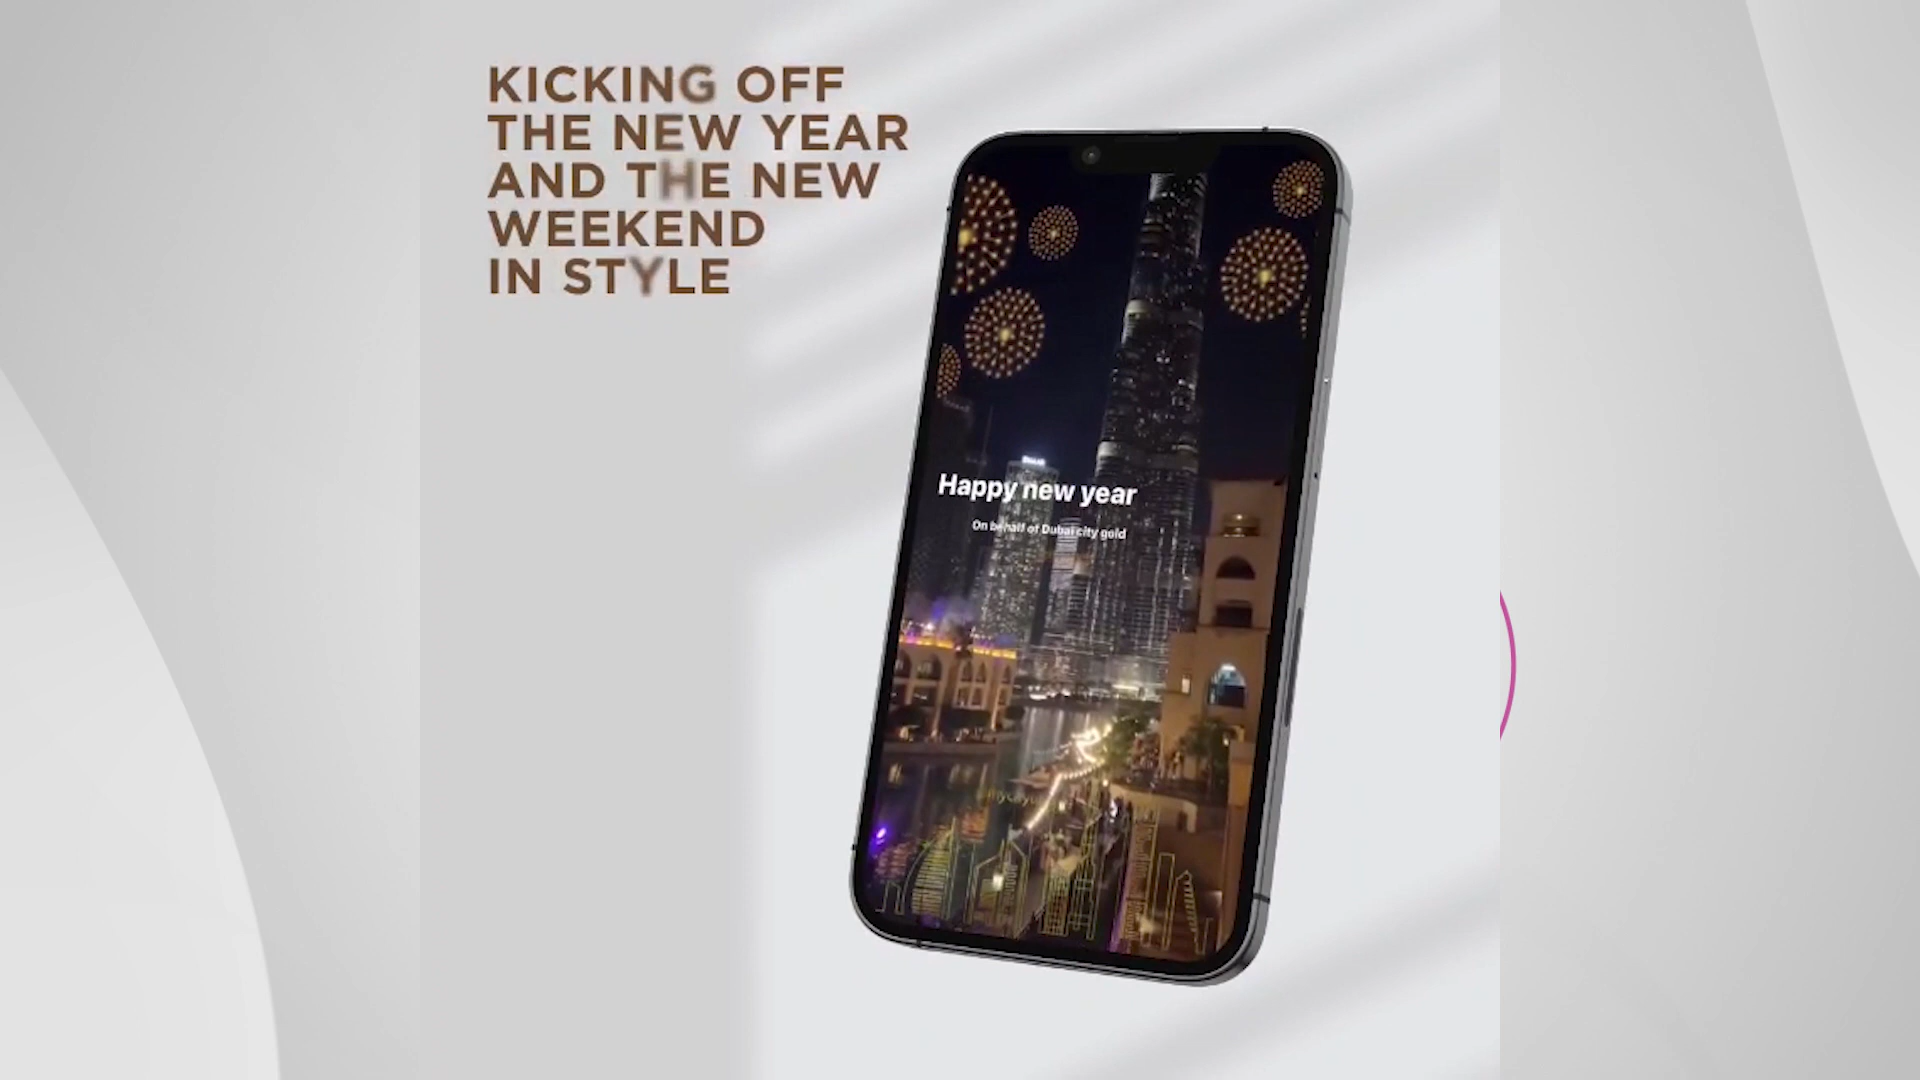 KICKING OFF
THE NEW YEAR
AND THE NEW
WEEKEND
IN STYLE
Happy new year
On behalf of Dubai city gold